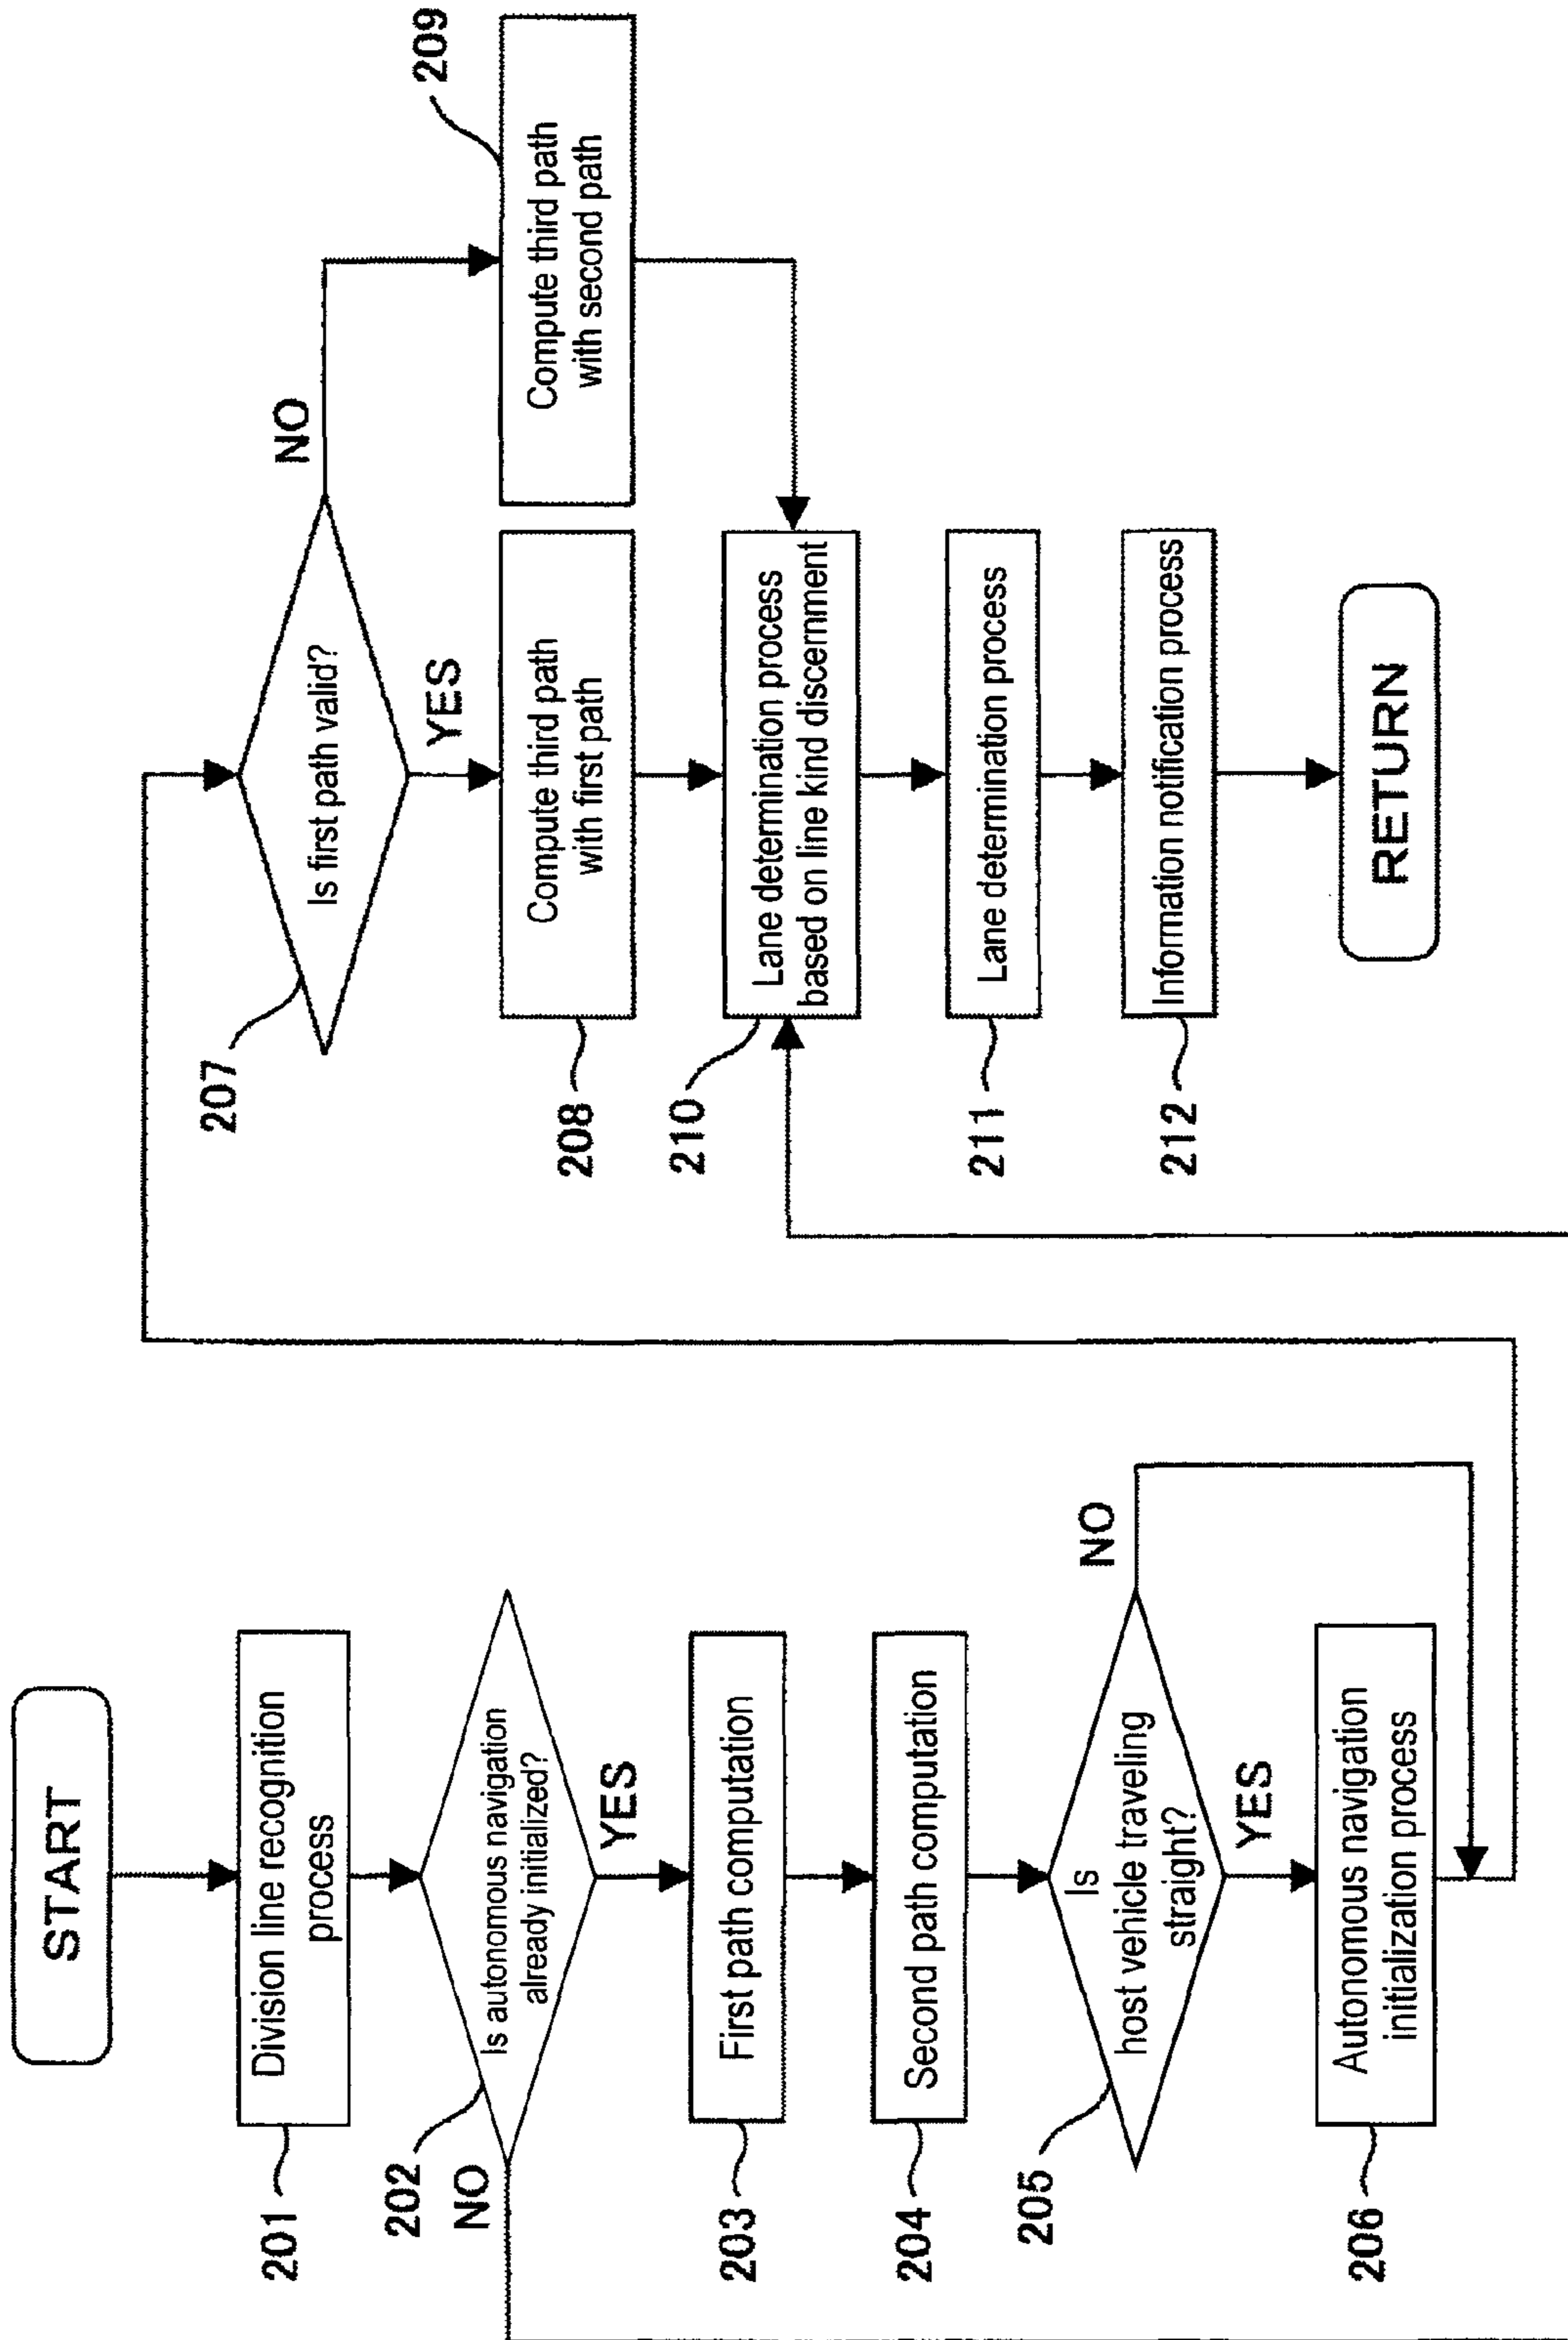 START
Division line recognition
process
201
Is autonomous navigation
already initialized?
202
NO
YES
First path computation
203
Second path computation
204
Is
host vehicle traveling
straight?
205
NO
YES
Autonomous navigation
initialization process
206
Is first path valid?
207
NO
YES
Compute third path
with first path
208
Compute third path
with second path
209
Lane determination process
based on line kind discernment
210
Lane determination process
211
Information notification process
212
RETURN